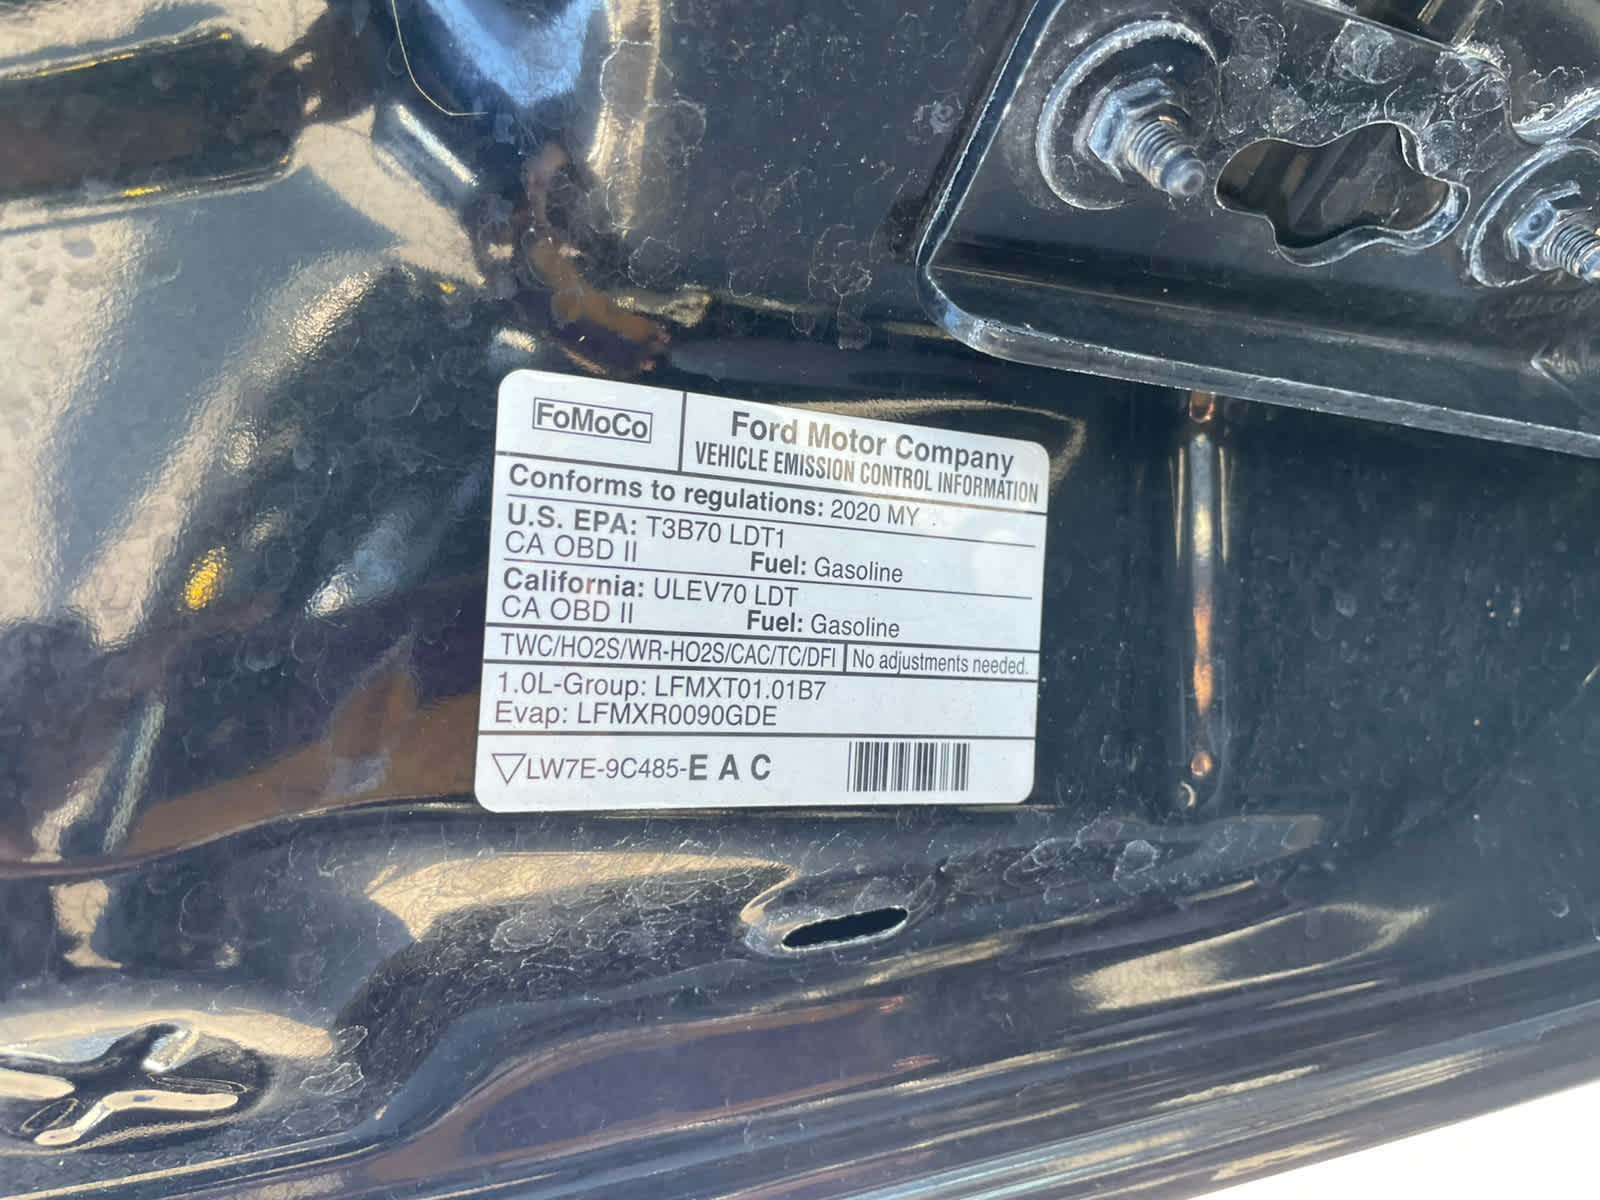 FoMoCo
Ford Motor Company
VEHICLE EMISSION CONTROL INFORMATION
Conforms to regulations: 2020 MY
U.S. EPA: T3B70 LDT1
CA OBD II Fuel: Gasoline
California: ULEV70 LDT
CA OBD II Fuel: Gasoline
TWC/HO2S/WR-HO2S/CAC/TC/DFI No adjustments needed.
1.0L-Group: LFMXT01.01B7
Evap: LFMXR0090GDE
LW7E-9C485-E A C